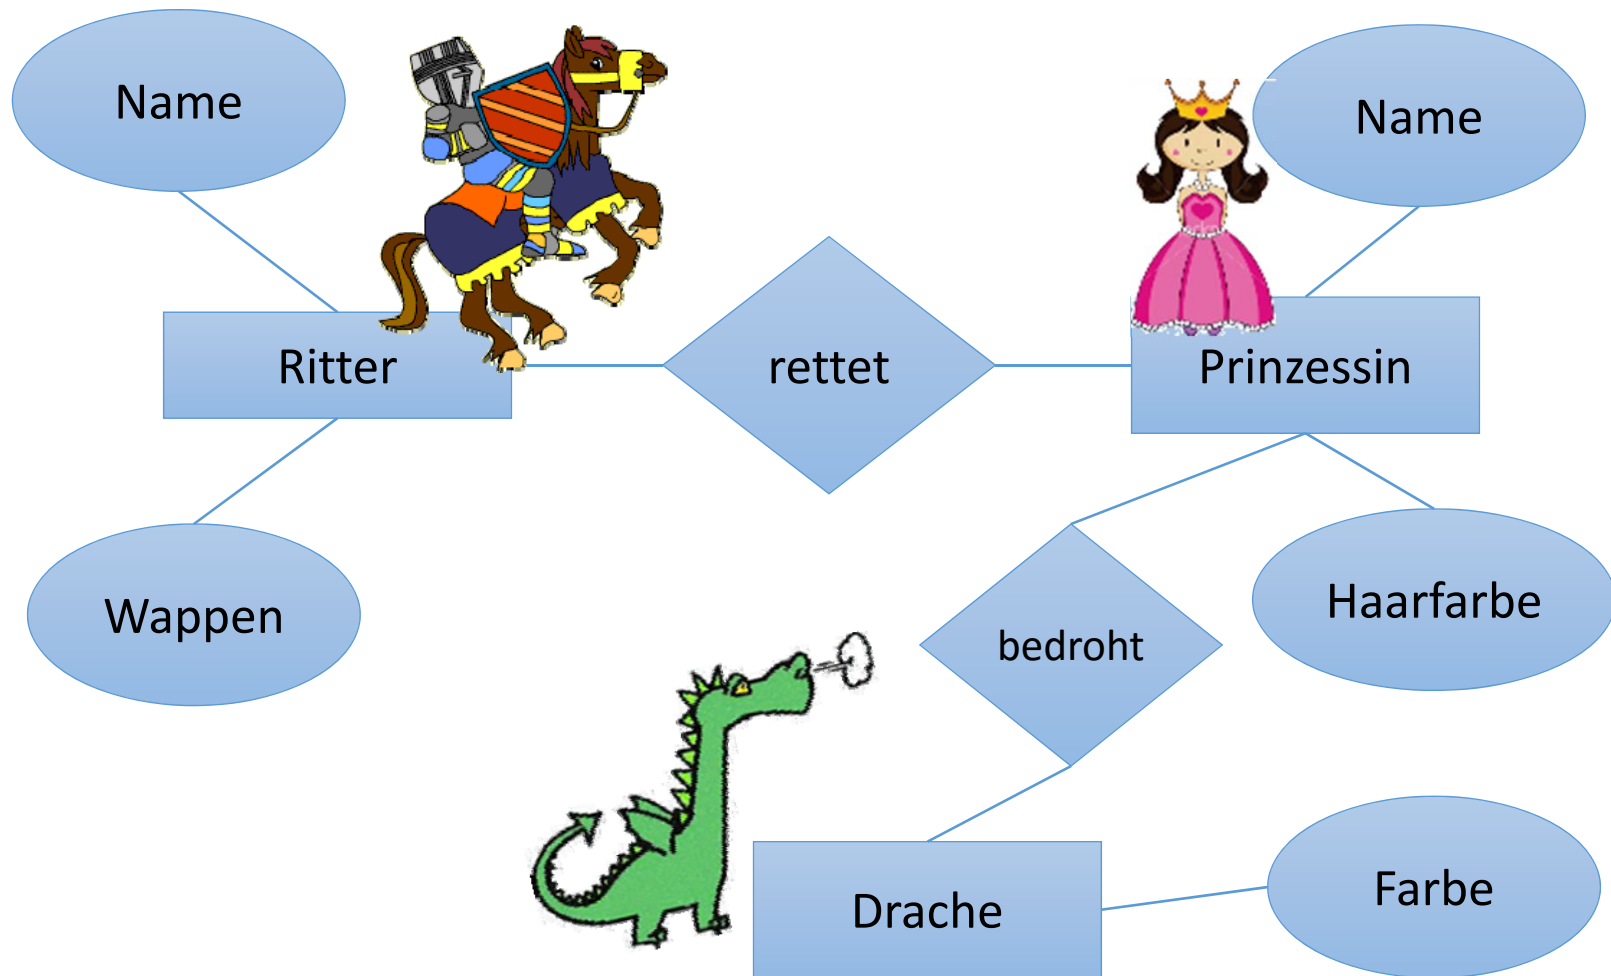 Name
Name
Ritter
rettet
Prinzessin
Wappen
Haarfarbe
bedroht
Drache
Farbe